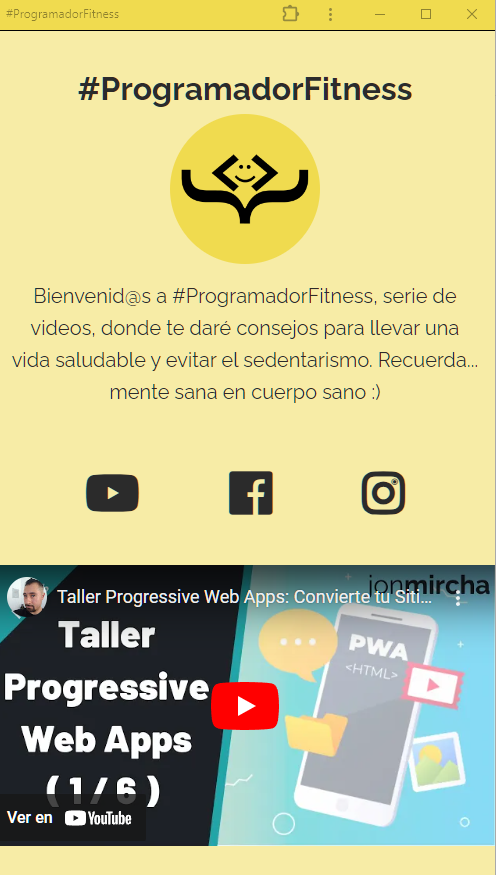 #ProgramadorFitness
#ProgramadorFitness
Bienvenid@s a #ProgramadorFitness, serie de
videos, donde te daré consejos para llevar una
vida saludable y evitar el sedentarismo. Recuerda...
mente sana en cuerpo sano :)
jonmircha
Taller Progressive Web Apps: Convierte tu Siti...
Taller
Progressive
Web Apps
( 1 / 6 )
PWA
<HTML>
Ver en YouTube